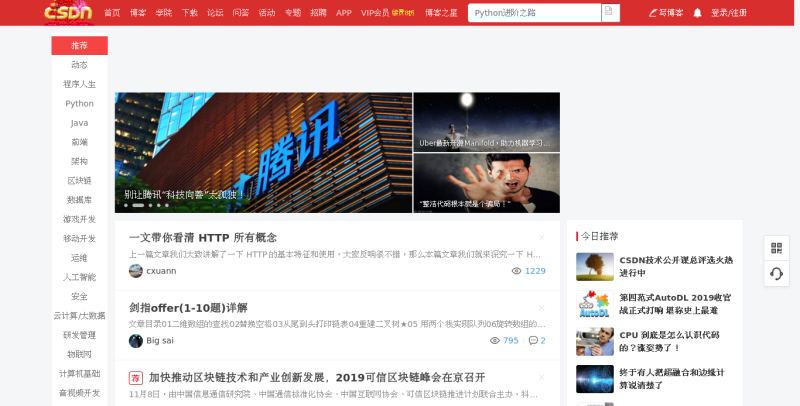 CSDN
首页 博客 学院 下载 论坛 问答 活动 专题 招聘 APP VIP会员 博客之星 Python进阶之路 写博客 登录/注册
推荐
动态
程序人生
Python
Java
前端
架构
区块链
数据库
游戏开发
移动开发
运维
人工智能
安全
云计算/大数据
研发管理
物联网
计算机基础
音视频开发
腾讯
别让腾讯“科技向善”太孤独！
Uber最新开源Manifold，助力机器学习...
“整洁代码根本就是个骗局！”
一文带你看清 HTTP 所有概念
上一篇文章我们大致讲解了一下 HTTP 的基本特征和使用，大家反响很不错，那么本篇文章我们就来深究一下 H...
cxuann 1229
剑指offer(1-10题)详解
文章目录01二维数组的查找02替换空格03从尾到头打印链表04重建二叉树★05 用两个栈实现队列06旋转数组的...
Big sai 795 2
荐 加快推动区块链技术和产业创新发展，2019可信区块链峰会在京召开
11月8日，由中国信息通信研究院、中国通信标准化协会、中国互联网协会、可信区块链推进计划联合主办，科...
今日推荐
CSDN技术公开课总评选火热
进行中
第四范式AutoDL 2019收官
战正式打响 堪称史上最难
CPU 到底是怎么认识代码
的？涨姿势了！
终于有人把超融合和边缘计
算说清楚了
AutoDL